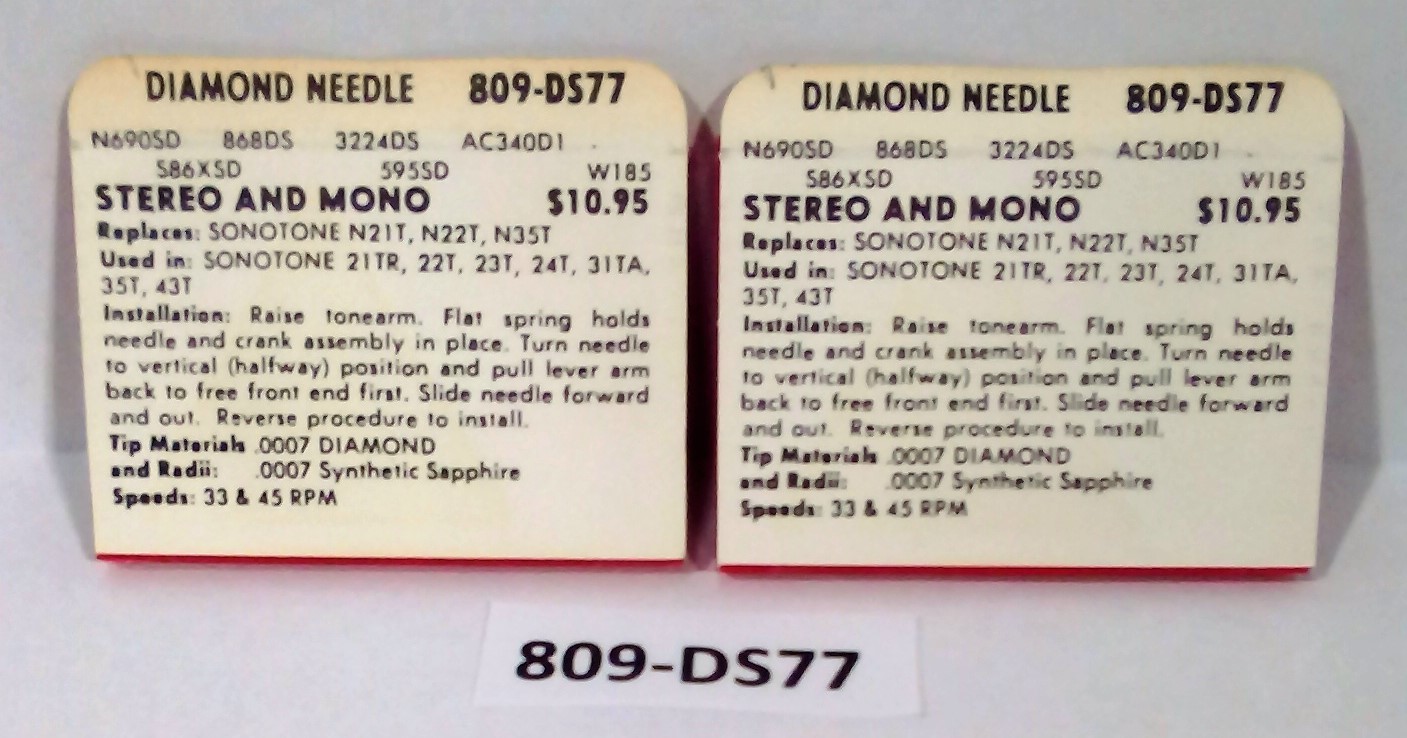 DIAMOND NEEDLE 809-DS77
N690SD 868DS 3224DS AC340D1
S86XSD 595SD W185
STEREO AND MONO $10.95
Replaces: SONOTONE N21T, N22T, N35T
Used in: SONOTONE 21TR, 22T, 23T, 24T, 31TA,
35T, 43T
Installation: Raise tonearm. Flat spring holds
needle and crank assembly in place. Turn needle
to vertical (halfway) position and pull lever arm
back to free front end first. Slide needle forward
and out. Reverse procedure to install.
Tip Materials .0007 DIAMOND
and Radii: .0007 Synthetic Sapphire
Speeds: 33 & 45 RPM
DIAMOND NEEDLE 809-DS77
N690SD 868DS 3224DS AC340D1
S86XSD 595SD W185
STEREO AND MONO $10.95
Replaces: SONOTONE N21T, N22T, N35T
Used in: SONOTONE 21TR, 22T, 23T, 24T, 31TA,
35T, 43T
Installation: Raise tonearm. Flat spring holds
needle and crank assembly in place. Turn needle
to vertical (halfway) position and pull lever arm
back to free front end first. Slide needle forward
and out. Reverse procedure to install.
Tip Materials .0007 DIAMOND
and Radii: .0007 Synthetic Sapphire
Speeds: 33 & 45 RPM
809-DS77